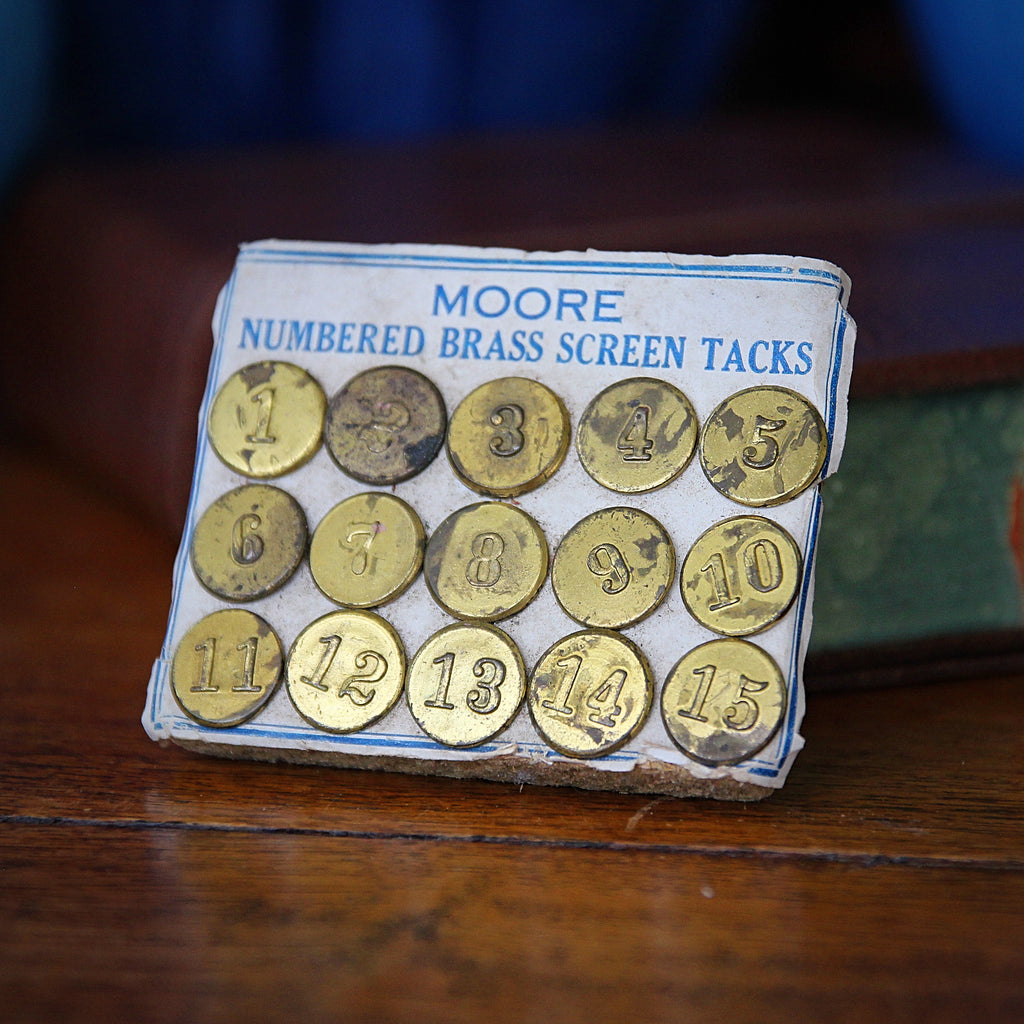 MOORE
NUMBERED BRASS SCREEN TACKS
1 2 3 4 5
6 7 8 9 10
11 12 13 14 15